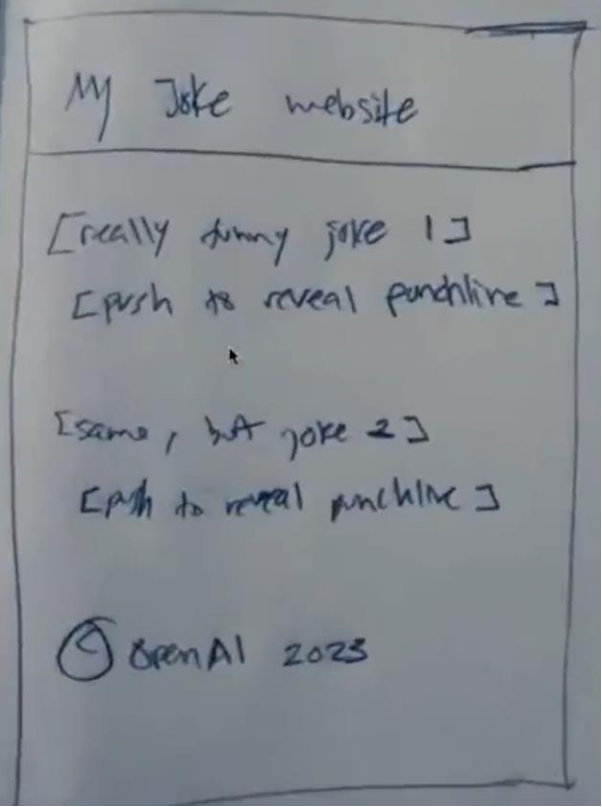 My Joke website
[really funny joke 1]
[push to reveal punchline]
[same, but joke 2]
[push to reveal punchline]
© OpenAI 2023